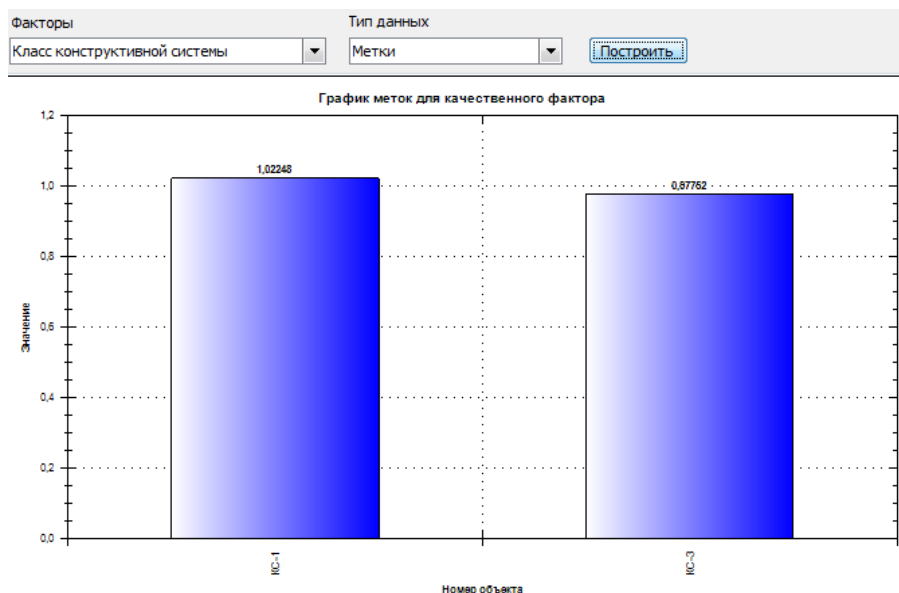 Факторы
Тип данных
Класс конструктивной системы
Метки
Построить
График меток для качественного фактора
1,2
1,0
0,8
0,6
0,4
0,2
0,0
Значение
1,02248
0,97752
КС-1
КС-3
Номер объекта